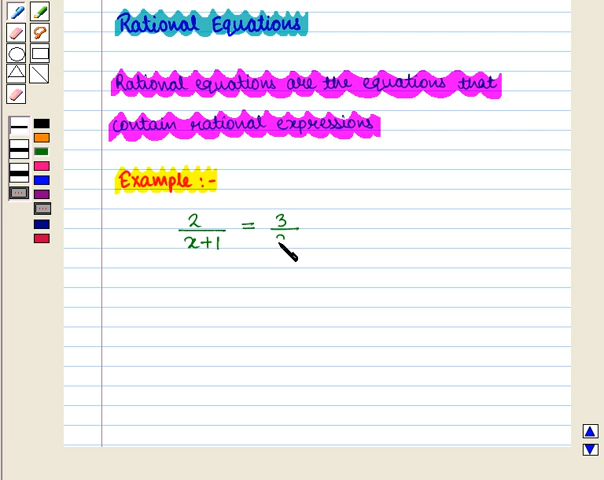 Rational Equations
Rational equations are the equations that
contain rational expressions
Example :-
2 = 3
x+1